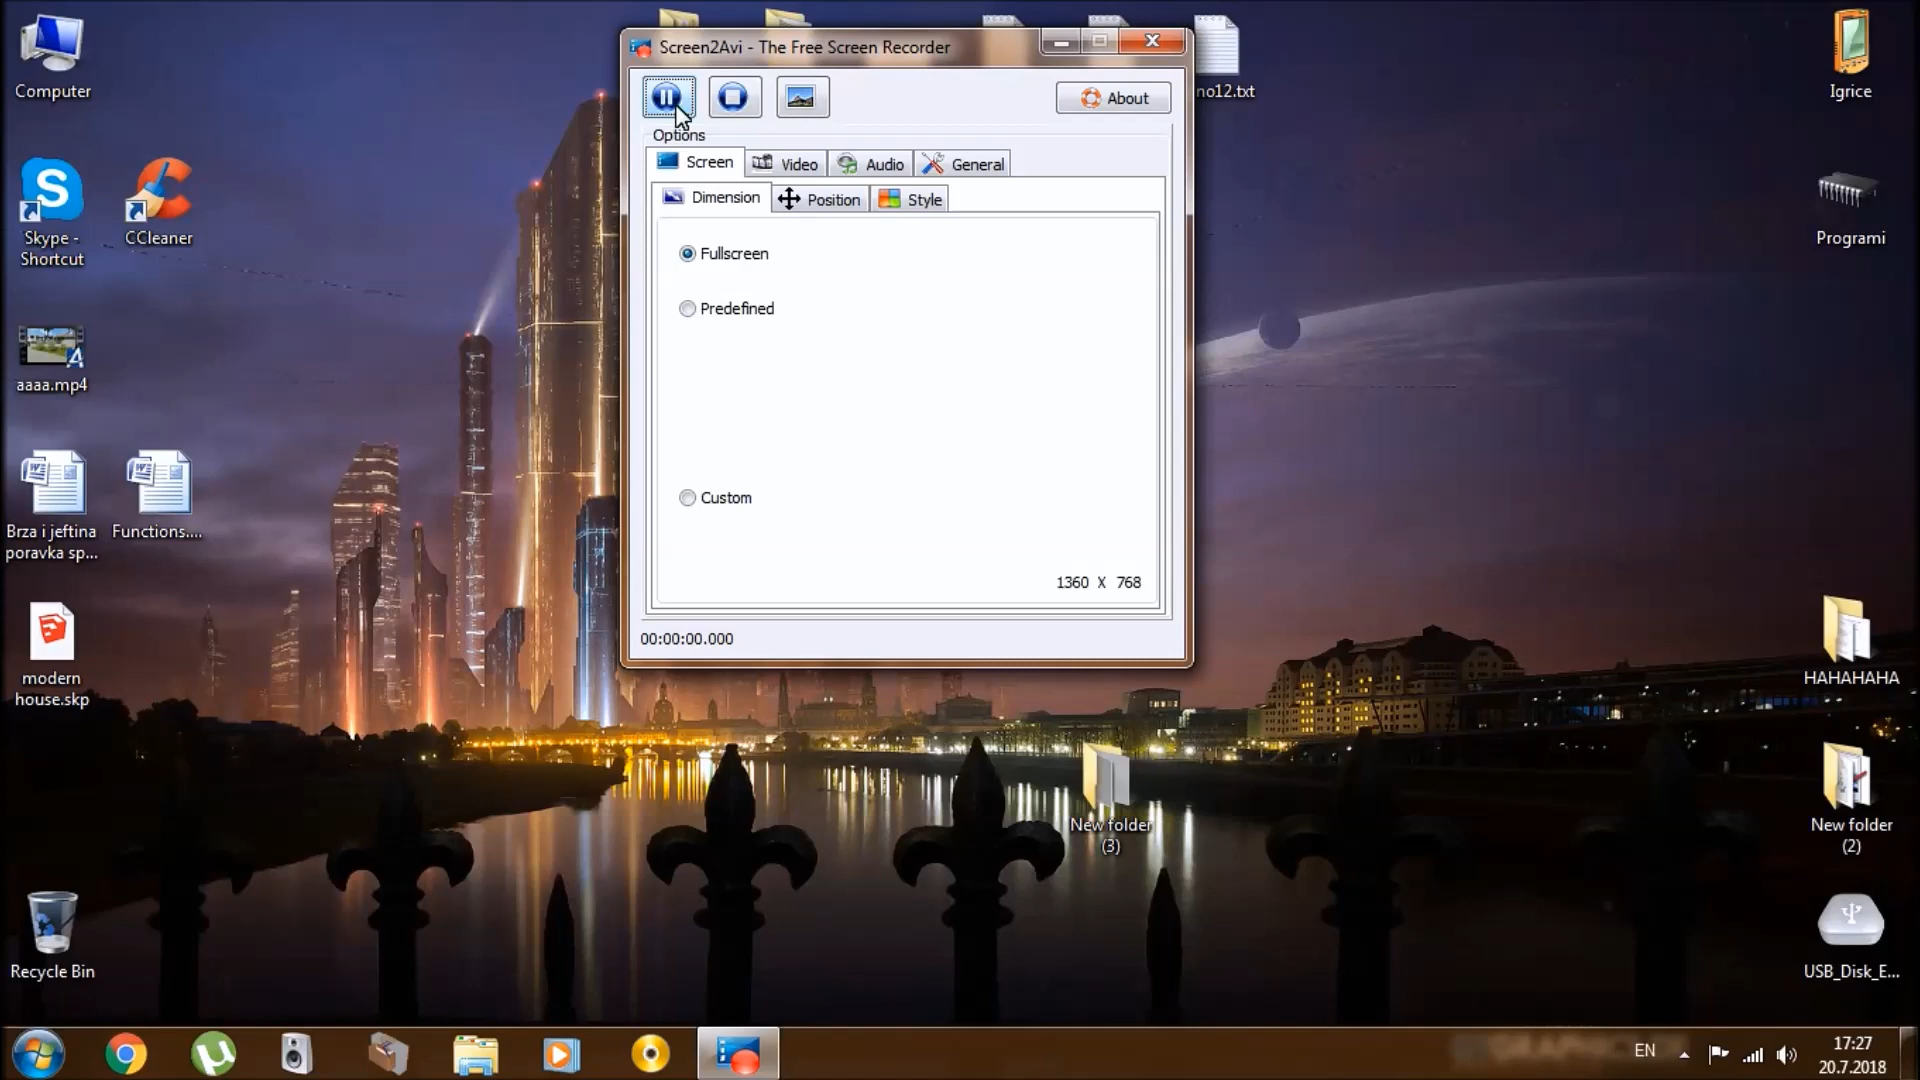 Screen2Avi - The Free Screen Recorder
About
Options
Screen
Video
Audio
General
Dimension
Position
Style
Fullscreen
Predefined
Custom
1360 X 768
00:00:00.000
Computer
Skype -
Shortcut
CCleaner
aaaa.mp4
Brza i jeftina
poravka sp...
Functions....
modern
house.skp
Recycle Bin
no12.txt
Igrice
Programi
HAHAHAHA
New folder
(3)
New folder
(2)
USB_Disk_E...
EN
17:27
20.7.2018